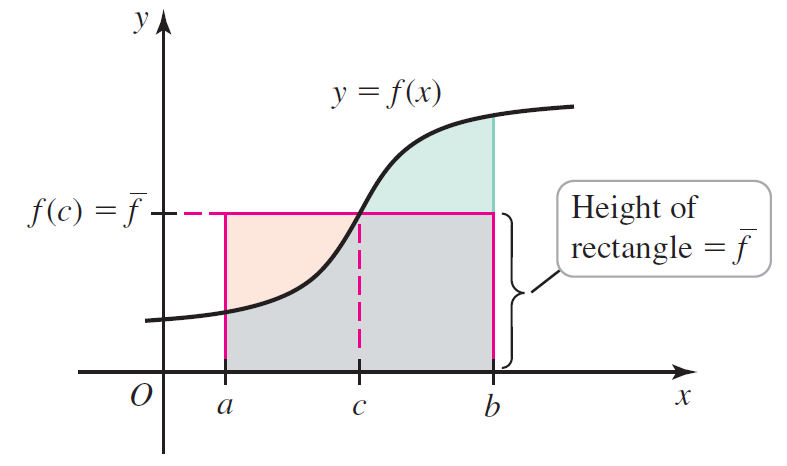 y
y = f(x)
f(c) = f̅
Height of
rectangle = f̅
O
a
c
b
x